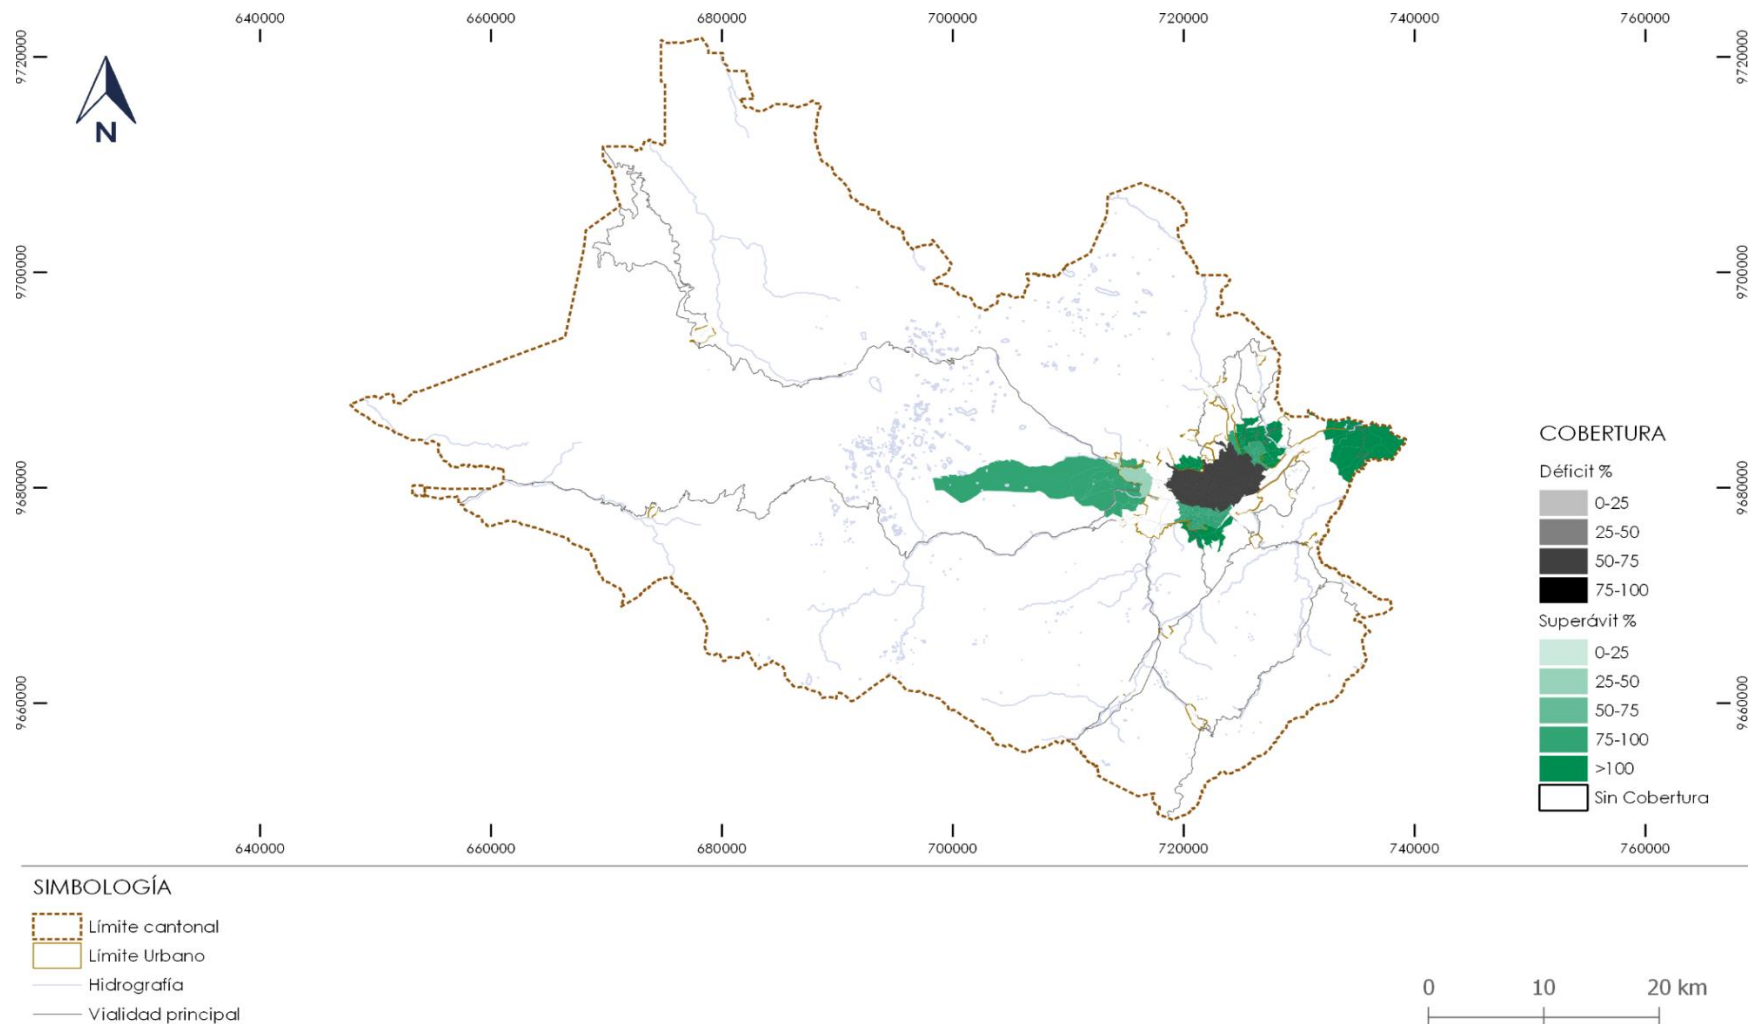 640000 660000 680000 700000 720000 740000 760000
9720000 9720000
N
9700000 9700000
9680000 9680000
9660000 9660000
COBERTURA
Déficit %
0-25
25-50
50-75
75-100
Superávit %
0-25
25-50
50-75
75-100
>100
Sin Cobertura
640000 660000 680000 700000 720000 740000 760000
SIMBOLOGÍA
Límite cantonal
Límite Urbano
Hidrografía
Vialidad principal
0 10 20 km